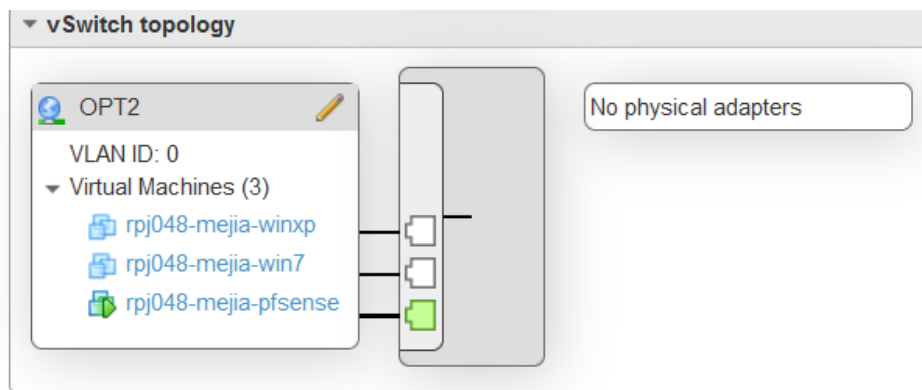 vSwitch topology
OPT2
VLAN ID: 0
Virtual Machines (3)
rpj048-mejia-winxp
rpj048-mejia-win7
rpj048-mejia-pfsense
No physical adapters